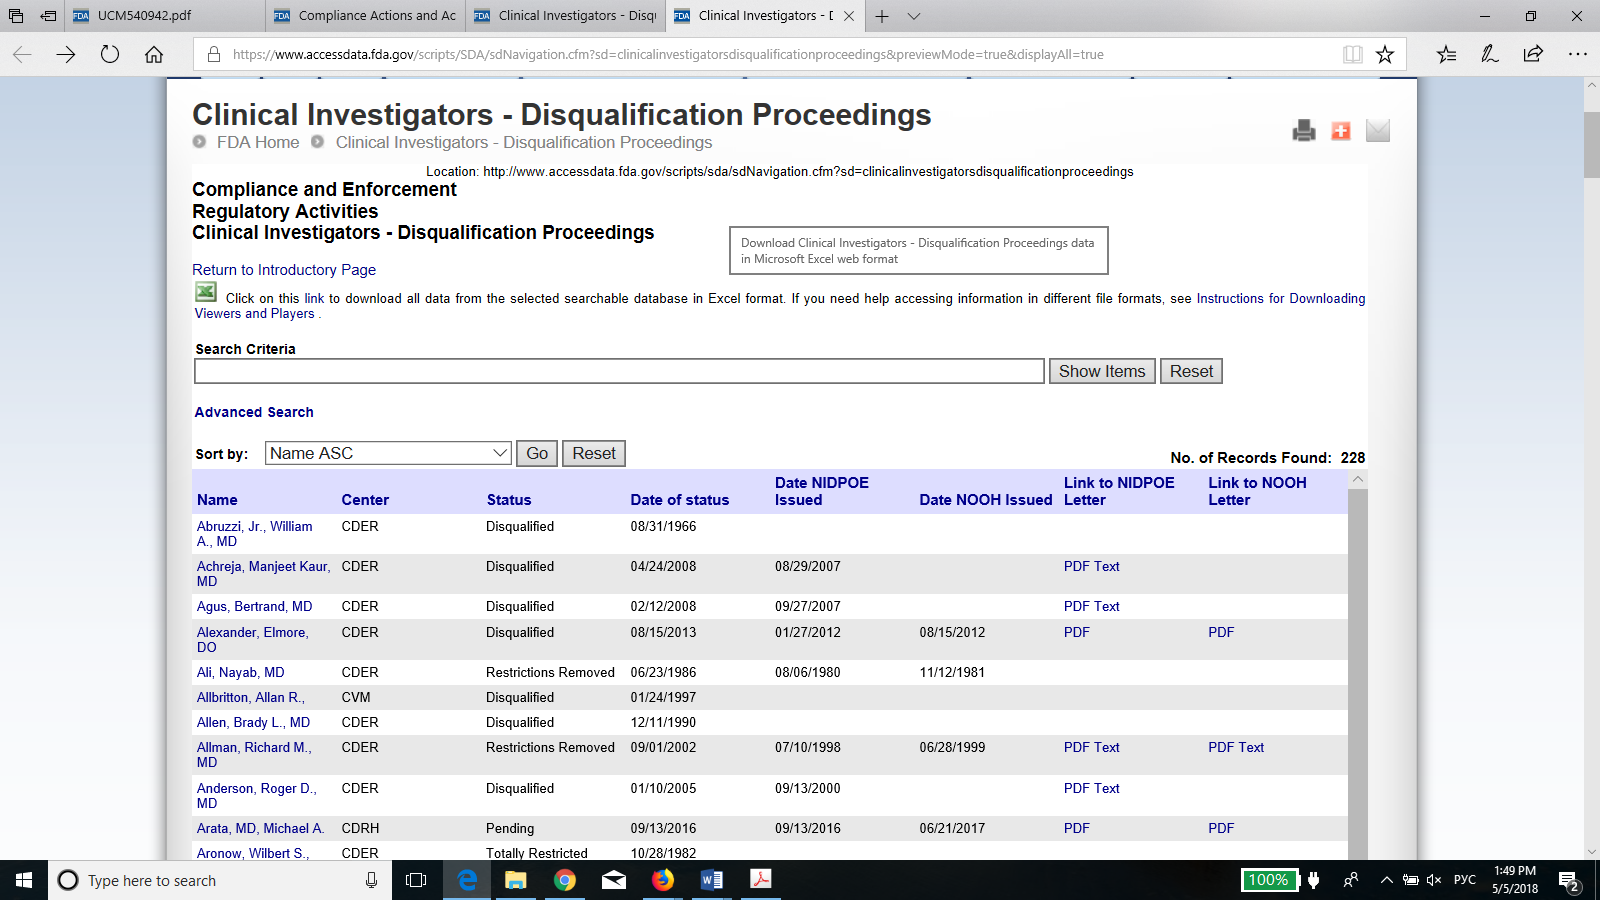 FDA UCM540942.pdf
FDA Compliance Actions and Ac
FDA Clinical Investigators - Disqu
FDA Clinical Investigators - D
https://www.accessdata.fda.gov/scripts/SDA/sdNavigation.cfm?sd=clinicalinvestigatorsdisqualificationproceedings&previewMode=true&displayAll=true
Clinical Investigators - Disqualification Proceedings
FDA Home Clinical Investigators - Disqualification Proceedings
Location: http://www.accessdata.fda.gov/scripts/sda/sdNavigation.cfm?sd=clinicalinvestigatorsdisqualificationproceedings
Compliance and Enforcement
Regulatory Activities
Clinical Investigators - Disqualification Proceedings
Download Clinical Investigators - Disqualification Proceedings data
in Microsoft Excel web format
Return to Introductory Page
Click on this link to download all data from the selected searchable database in Excel format. If you need help accessing information in different file formats, see Instructions for Downloading
Viewers and Players .
Search Criteria
Show Items Reset
Advanced Search
Sort by: Name ASC Go Reset
No. of Records Found: 228
Name Center Status Date of status Date NIDPOE Issued Date NOOH Issued Link to NIDPOE Letter Link to NOOH Letter
Abruzzi, Jr., William A., MD CDER Disqualified 08/31/1966
Achreja, Manjeet Kaur, MD CDER Disqualified 04/24/2008 08/29/2007 PDF Text
Agus, Bertrand, MD CDER Disqualified 02/12/2008 09/27/2007 PDF Text
Alexander, Elmore, DO CDER Disqualified 08/15/2013 01/27/2012 08/15/2012 PDF PDF
Ali, Nayab, MD CDER Restrictions Removed 06/23/1986 08/06/1980 11/12/1981
Allbritton, Allan R., CVM Disqualified 01/24/1997
Allen, Brady L., MD CDER Disqualified 12/11/1990
Allman, Richard M., MD CDER Restrictions Removed 09/01/2002 07/10/1998 06/28/1999 PDF Text PDF Text
Anderson, Roger D., MD CDER Disqualified 01/10/2005 09/13/2000 PDF Text
Arata, MD, Michael A. CDRH Pending 09/13/2016 09/13/2016 06/21/2017 PDF PDF
Aronow, Wilbert S., CDER Totally Restricted 10/28/1982
Type here to search
100%
РУС
1:49 PM
5/5/2018
2